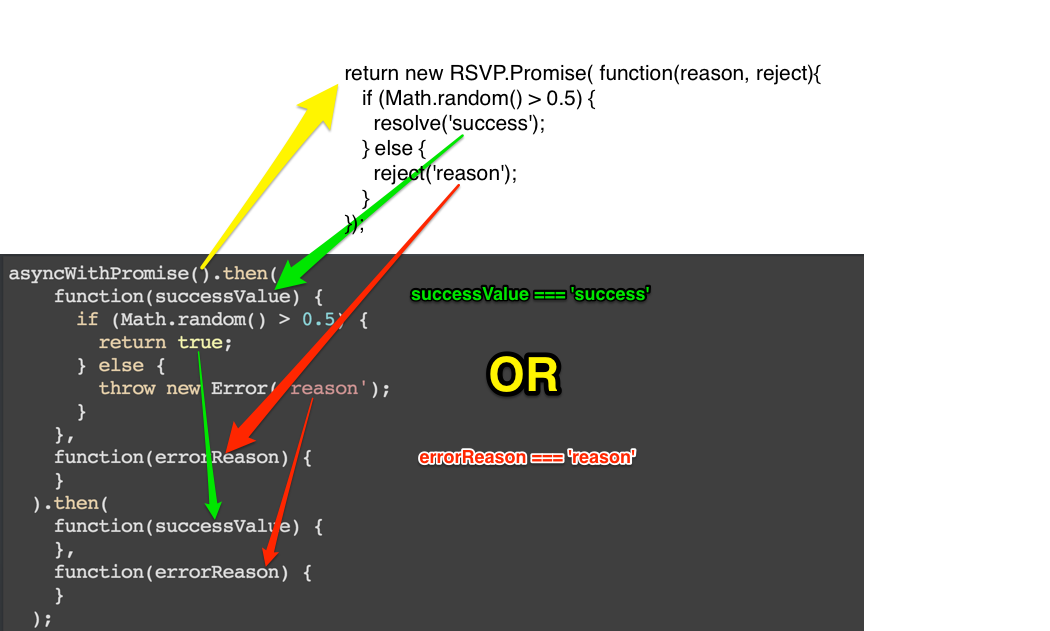 return new RSVP.Promise( function(reason, reject){
if (Math.random() > 0.5) {
resolve('success');
} else {
reject('reason');
}
});
asyncWithPromise().then(
function(successValue) {
successValue === 'success'
if (Math.random() > 0.5) {
return true;
} else {
OR
throw new Error('reason');
}
},
function(errorReason) {
errorReason === 'reason'
}
).then(
function(successValue) {
},
function(errorReason) {
}
);